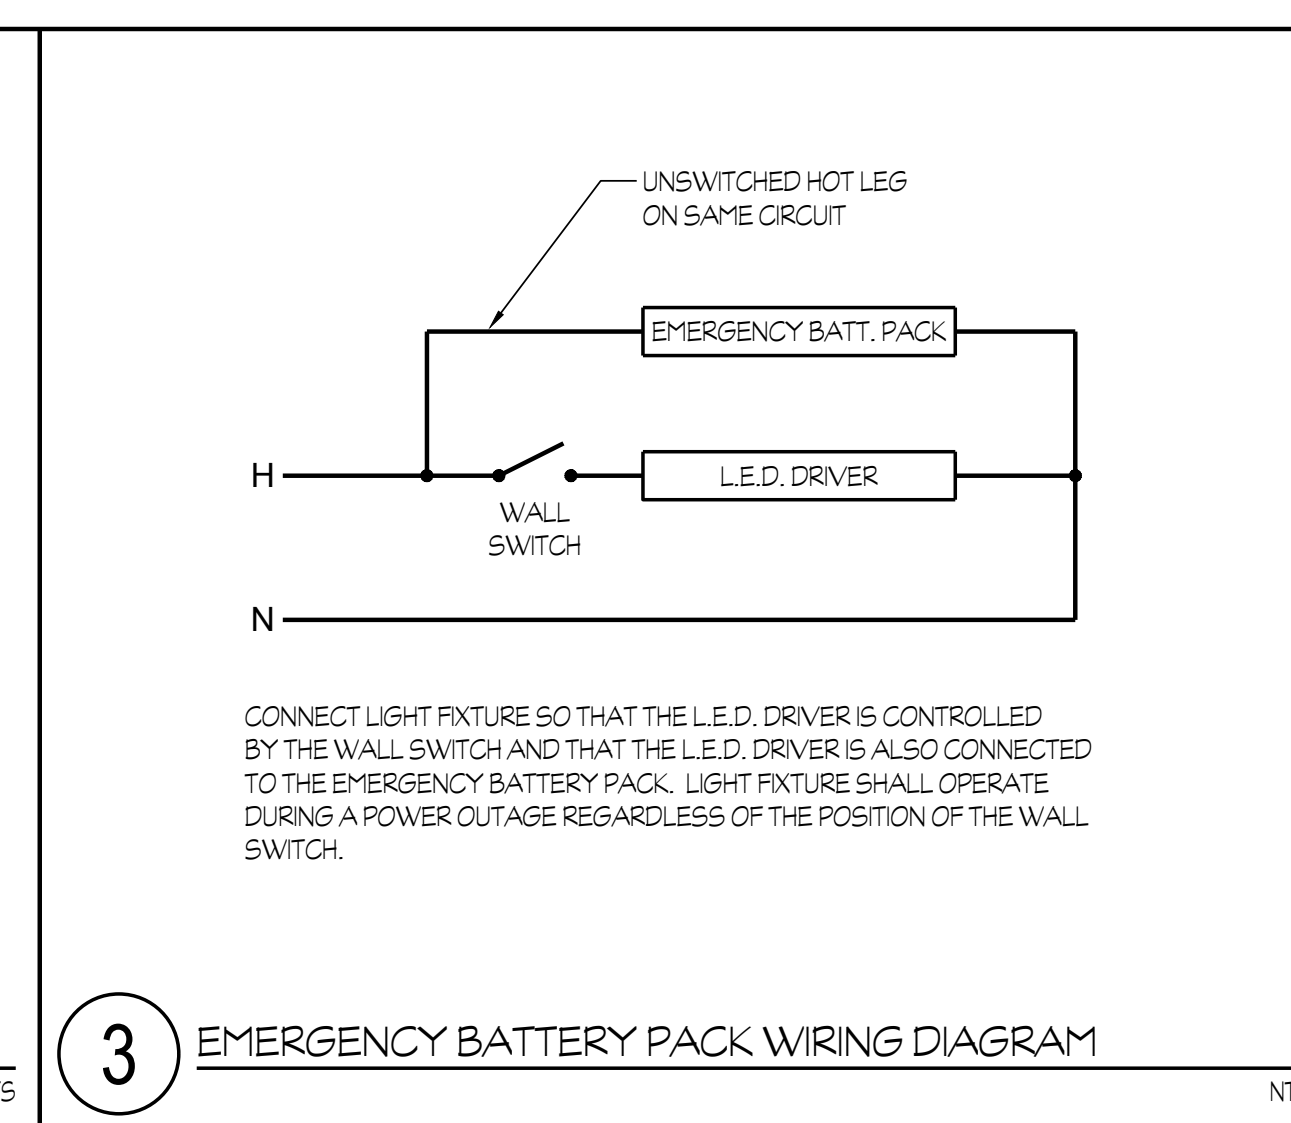 UNSWITCHED HOT LEG
ON SAME CIRCUIT
EMERGENCY BATT. PACK
H
L.E.D. DRIVER
WALL
SWITCH
N
CONNECT LIGHT FIXTURE SO THAT THE L.E.D. DRIVER IS CONTROLLED
BY THE WALL SWITCH AND THAT THE L.E.D. DRIVER IS ALSO CONNECTED
TO THE EMERGENCY BATTERY PACK. LIGHT FIXTURE SHALL OPERATE
DURING A POWER OUTAGE REGARDLESS OF THE POSITION OF THE WALL
SWITCH.
3
EMERGENCY BATTERY PACK WIRING DIAGRAM